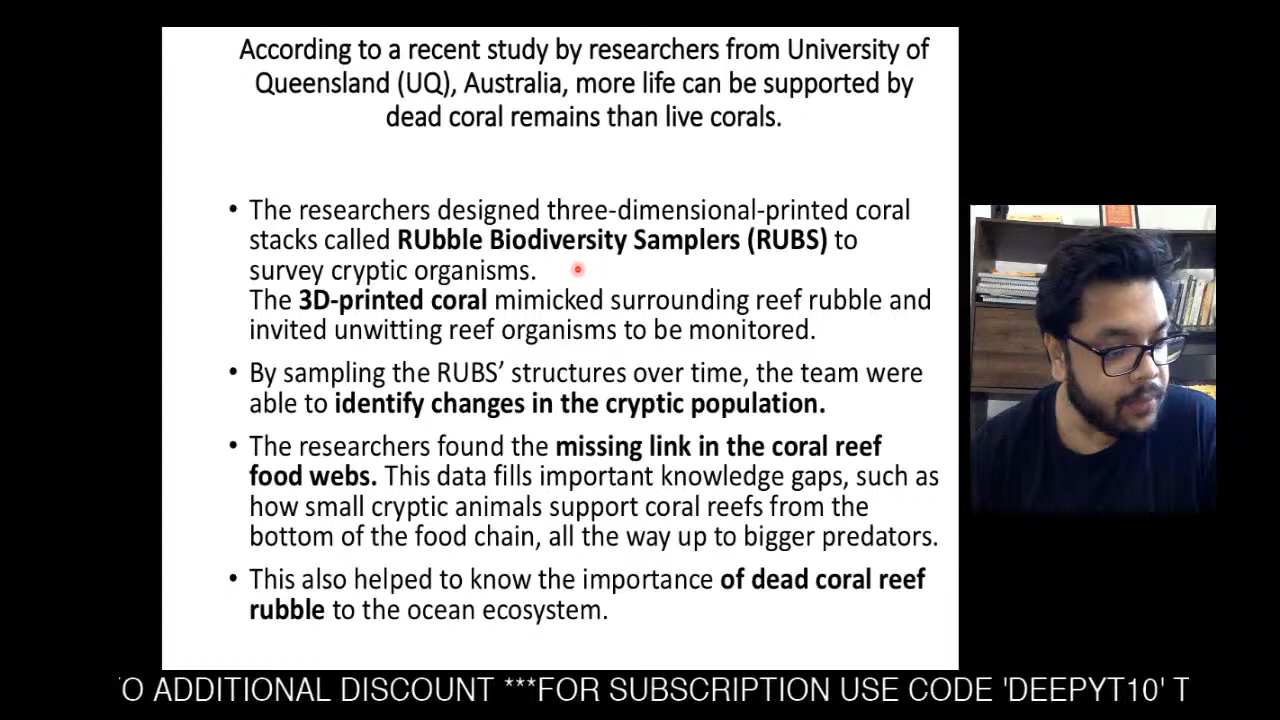 According to a recent study by researchers from University of
Queensland (UQ), Australia, more life can be supported by
dead coral remains than live corals.
• The researchers designed three-dimensional-printed coral
stacks called RUbble Biodiversity Samplers (RUBS) to
survey cryptic organisms.
The 3D-printed coral mimicked surrounding reef rubble and
invited unwitting reef organisms to be monitored.
• By sampling the RUBS’ structures over time, the team were
able to identify changes in the cryptic population.
• The researchers found the missing link in the coral reef
food webs. This data fills important knowledge gaps, such as
how small cryptic animals support coral reefs from the
bottom of the food chain, all the way up to bigger predators.
• This also helped to know the importance of dead coral reef
rubble to the ocean ecosystem.
O ADDITIONAL DISCOUNT ***FOR SUBSCRIPTION USE CODE 'DEEPYT10' T